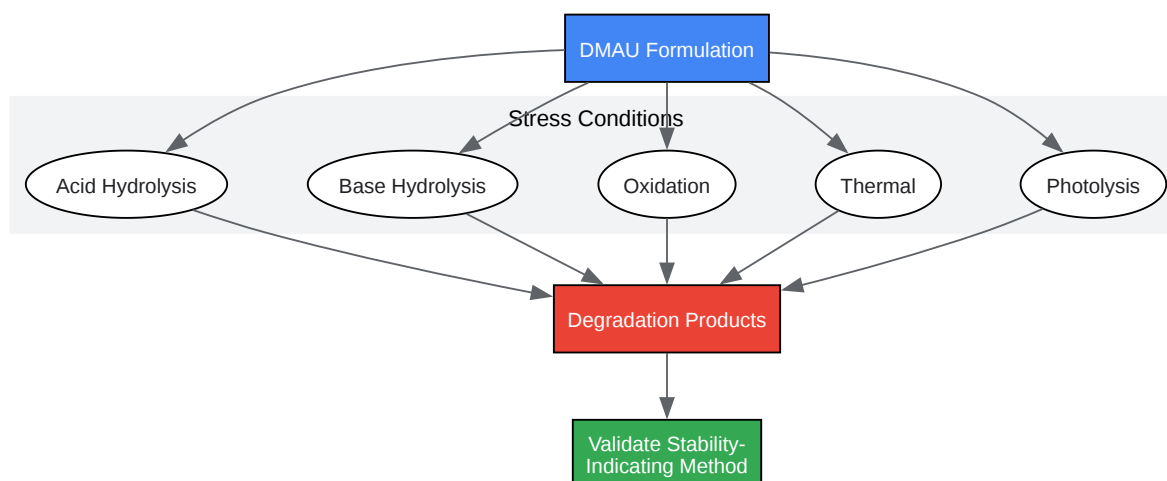 DMAU Formulation
Stress Conditions
Acid Hydrolysis
Base Hydrolysis
Oxidation
Thermal
Photolysis
Degradation Products
Validate Stability-
Indicating Method